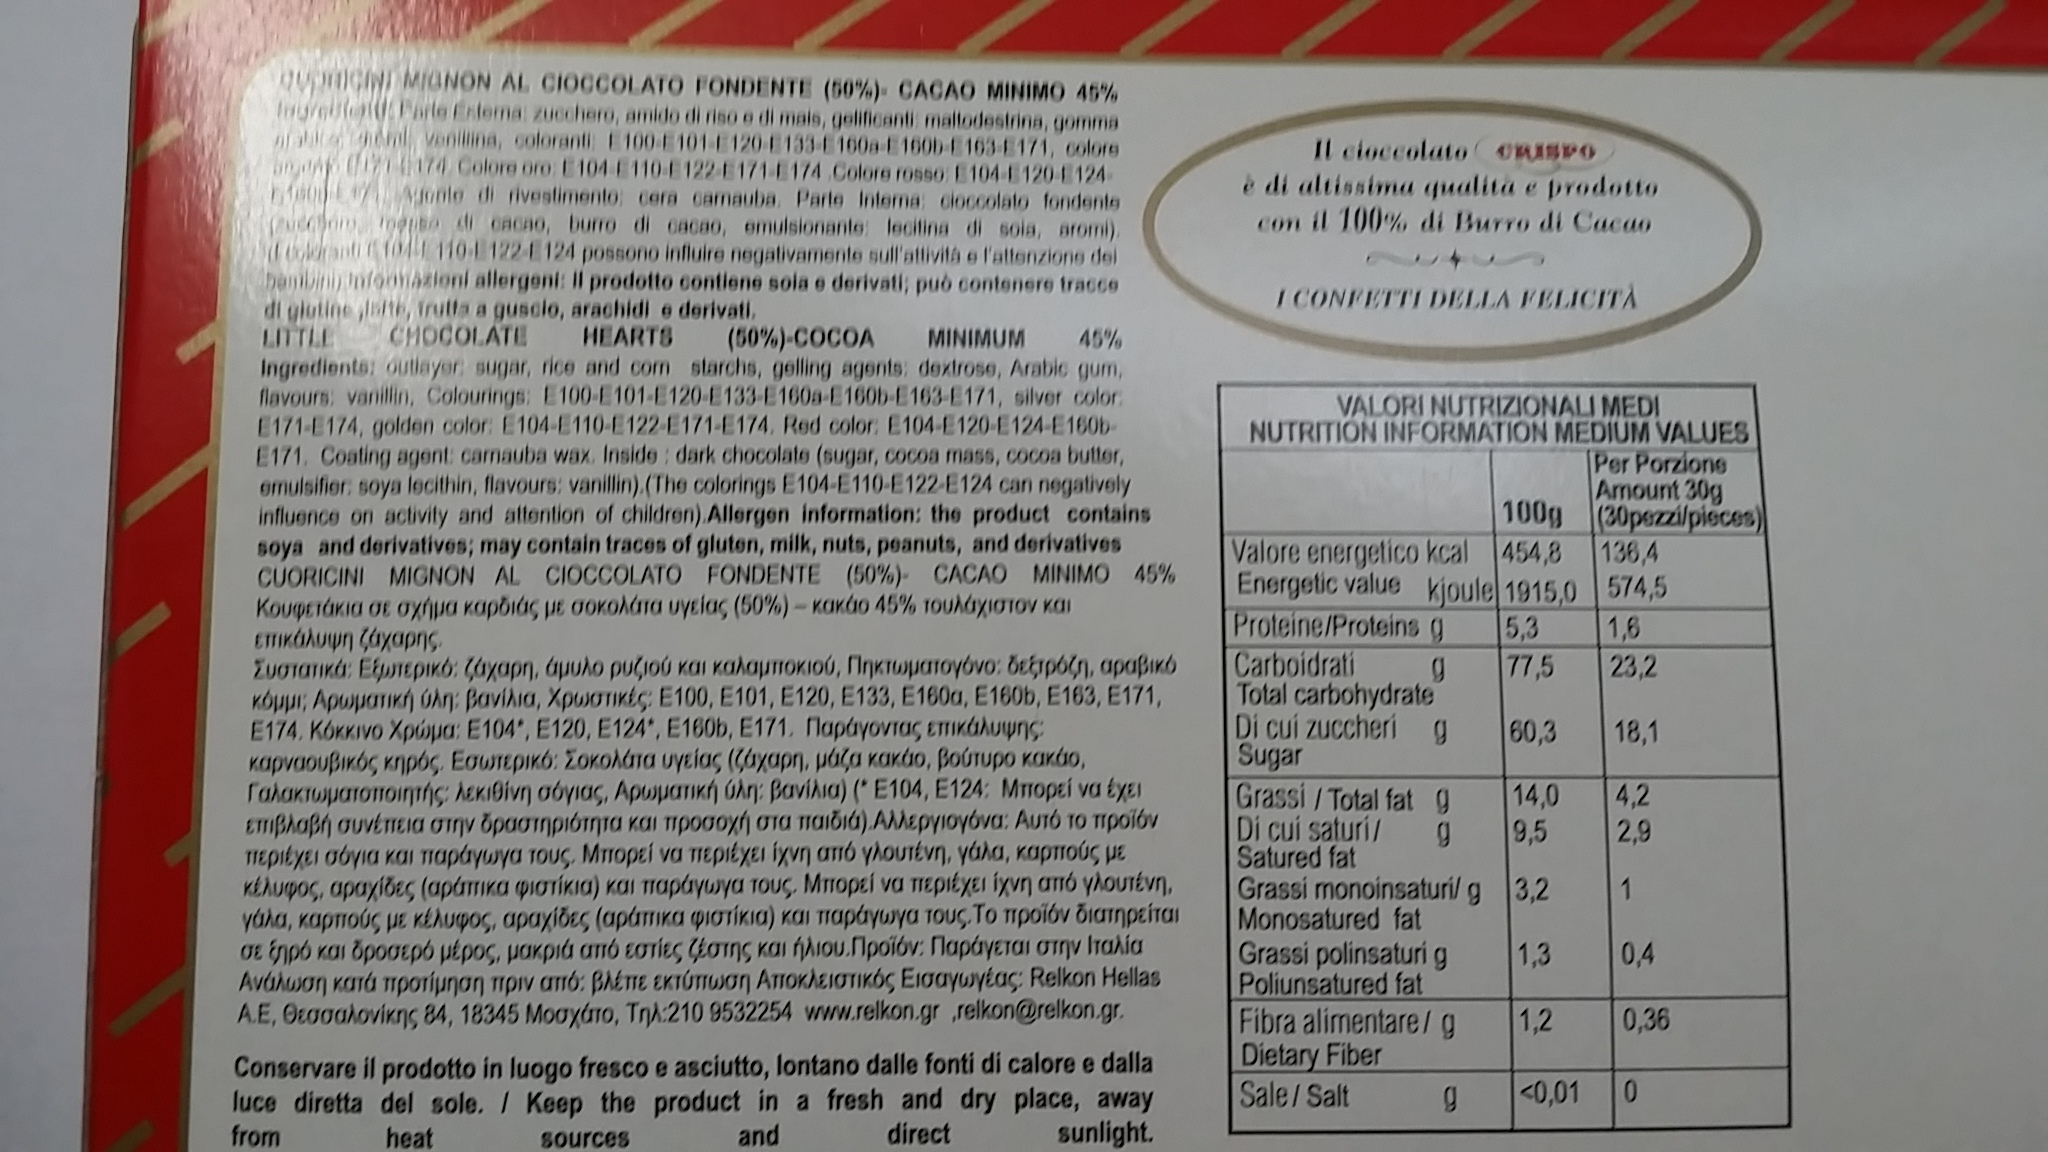 CUORICINI MIGNON AL CIOCCOLATO FONDENTE (50%)- CACAO MINIMO 45%
Parte Esterna: zucchero, amido di riso e di mais, gelificanti: maltodestrina, gomma
vanillina, coloranti: E100-E101-E120-E133-E160a-E160b-E163-E171, colore
E171-E174. Colore oro: E104-E110-E122-E171-E174 .Colore rosso: E104-E120-E124-
Agente di rivestimento: cera carnauba. Parte Interna: cioccolato fondente
di cacao, burro di cacao, emulsionante: lecitina di soia, aromi).
E104-E110-E122-E124 possono influire negativamente sull'attività e l'attenzione dei
bambini) Informazioni allergeni: Il prodotto contiene soia e derivati; può contenere tracce
di glutine ,latte, frutta a guscio, arachidi e derivati.
LITTLE CHOCOLATE HEARTS (50%)-COCOA MINIMUM 45%
Ingredients: outlayer: sugar, rice and corn starchs, gelling agents: dextrose, Arabic gum,
flavours: vanillin, Colourings: E100-E101-E120-E133-E160a-E160b-E163-E171, silver color:
E171-E174, golden color: E104-E110-E122-E171-E174. Red color: E104-E120-E124-E160b-
E171. Coating agent: carnauba wax. Inside : dark chocolate (sugar, cocoa mass, cocoa butter,
emulsifier: soya lecithin, flavours: vanillin).(The colorings E104-E110-E122-E124 can negatively
influence on activity and attention of children).Allergen information: the product contains
soya and derivatives; may contain traces of gluten, milk, nuts, peanuts, and derivatives
CUORICINI MIGNON AL CIOCCOLATO FONDENTE (50%)- CACAO MINIMO 45%
Κουφετάκια σε σχήμα καρδιάς με σοκολάτα υγείας (50%) – κακάο 45% τουλάχιστον και
επικάλυψη ζάχαρης.
Συστατικά: Εξωτερικό: ζάχαρη, άμυλο ρυζιού και καλαμποκιού, Πηκτωματογόνο: δεξτρόζη, αραβικό
κόμμι; Αρωματική ύλη: βανίλια, Χρωστικές: E100, E101, E120, E133, E160a, E160b, E163, E171,
E174. Κόκκινο Χρώμα: E104*, E120, E124*, E160b, E171. Παράγοντας επικάλυψης:
καρναουβικός κηρός. Εσωτερικό: Σοκολάτα υγείας (ζάχαρη, μάζα κακάο, βούτυρο κακάο,
Γαλακτωματοποιητής: λεκιθίνη σόγιας, Αρωματική ύλη: βανίλια) (* E104, E124: Μπορεί να έχει
επιβλαβή συνέπεια στην δραστηριότητα και προσοχή στα παιδιά).Αλλεργιογόνα: Αυτό το προϊόν
περιέχει σόγια και παράγωγα τους. Μπορεί να περιέχει ίχνη από γλουτένη, γάλα, καρπούς με
κέλυφος, αραχίδες (αράπικα φιστίκια) και παράγωγα τους. Μπορεί να περιέχει ίχνη από γλουτένη,
γάλα, καρπούς με κέλυφος, αραχίδες (αράπικα φιστίκια) και παράγωγα τους.Το προϊόν διατηρείται
σε ξηρό και δροσερό μέρος, μακριά από εστίες ζέστης και ήλιου.Προϊόν: Παράγεται στην Ιταλία
Ανάλωση κατά προτίμηση πριν από: βλέπε εκτύπωση Αποκλειστικός Εισαγωγέας: Relkon Hellas
A.E, Θεσσαλονίκης 84, 18345 Μοσχάτο, Τηλ:210 9532254 www.relkon.gr ,relkon@relkon.gr.
Conservare il prodotto in luogo fresco e asciutto, lontano dalle fonti di calore e dalla
luce diretta del sole. / Keep the product in a fresh and dry place, away
from heat sources and direct sunlight.
Il cioccolato CRISPO
è di altissima qualità e prodotto
con il 100% di Burro di Cacao
I CONFETTI DELLA FELICITÀ
VALORI NUTRIZIONALI MEDI
NUTRITION INFORMATION MEDIUM VALUES
100g Per Porzione Amount 30g (30pezzi/pieces)
Valore energetico kcal 454,8 136,4
Energetic value kjoule 1915,0 574,5
Proteine/Proteins g 5,3 1,6
Carboidrati g 77,5 23,2
Total carbohydrate
Di cui zuccheri g 60,3 18,1
Sugar
Grassi / Total fat g 14,0 4,2
Di cui saturi / g 9,5 2,9
Satured fat
Grassi monoinsaturi/ g 3,2 1
Monosatured fat
Grassi polinsaturi g 1,3 0,4
Poliunsatured fat
Fibra alimentare / g 1,2 0,36
Dietary Fiber
Sale / Salt g <0,01 0